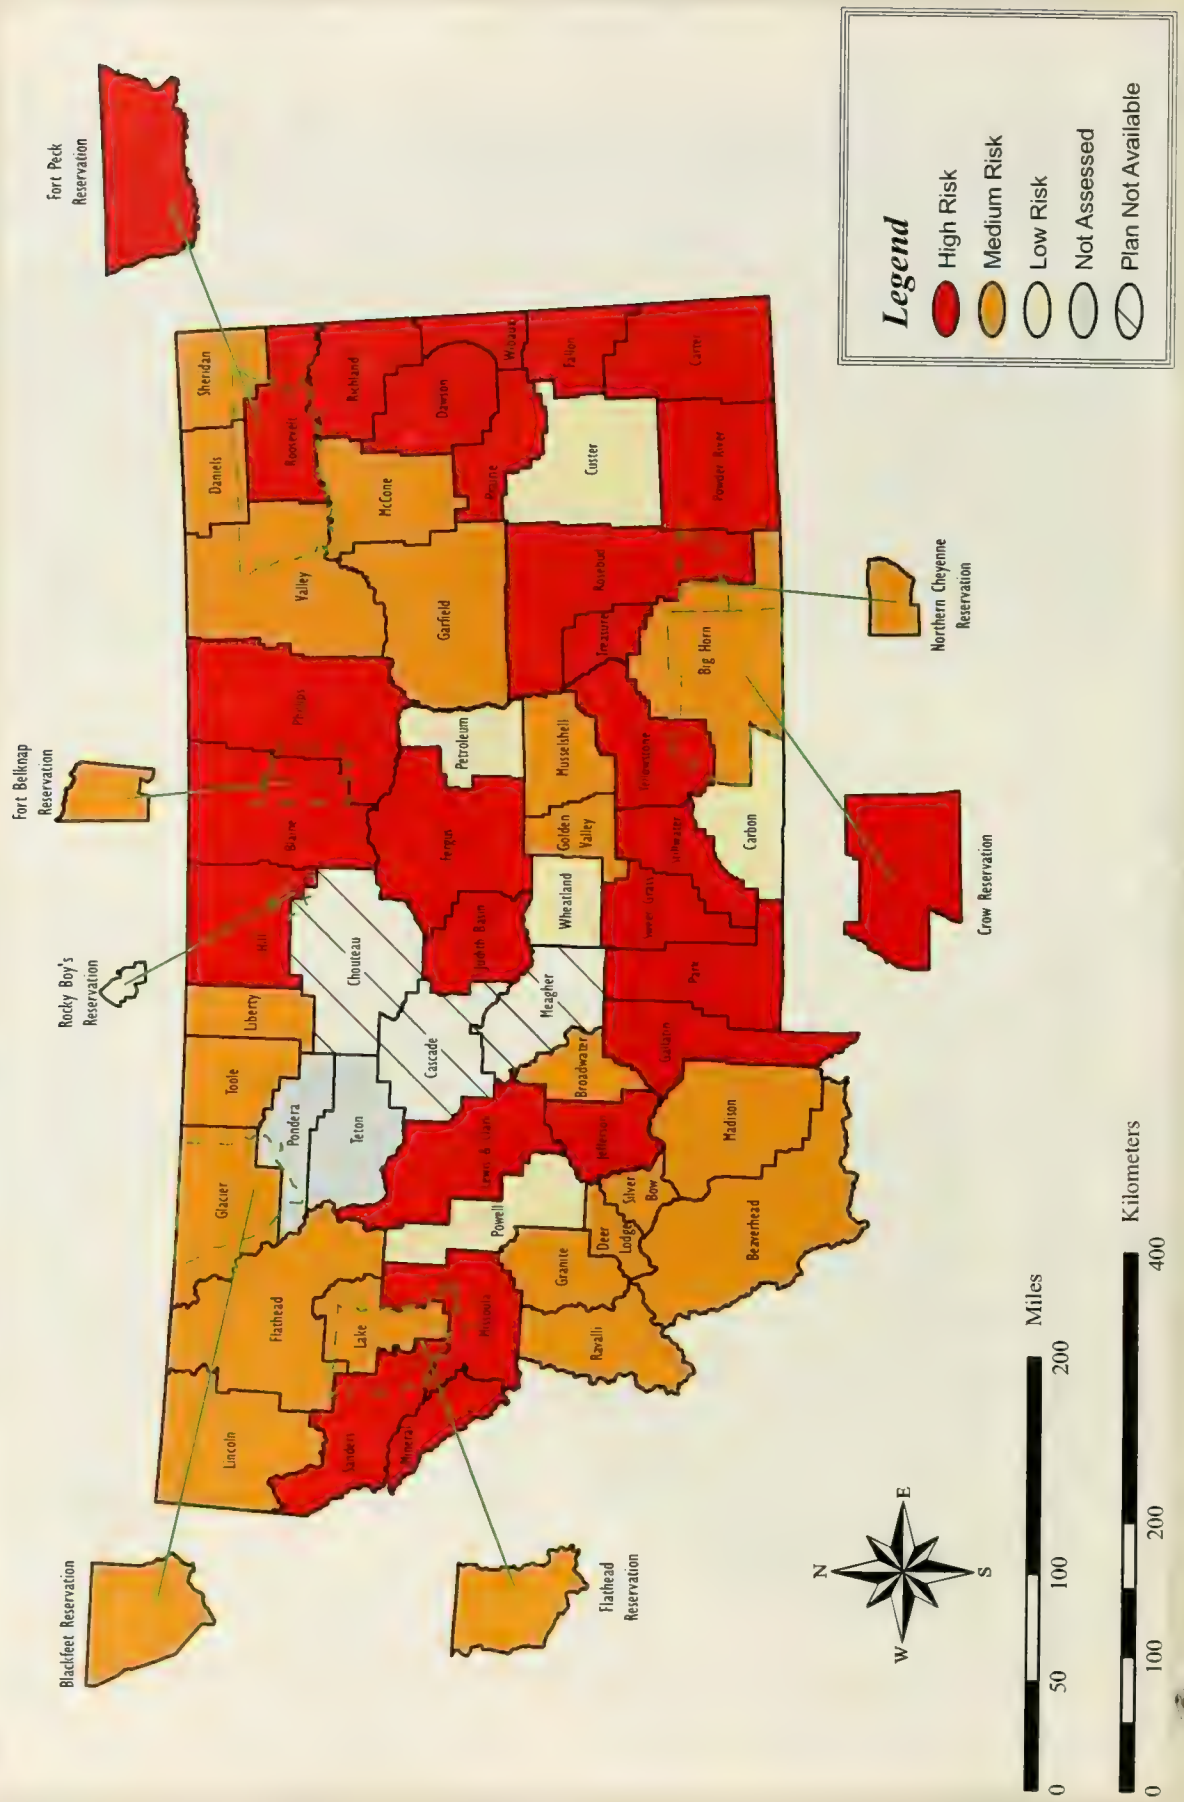 Fort Peck
Reservation
Fort Belknap
Reservation
Rocky Boy's
Reservation
Blackfeet Reservation
Flathead
Reservation
Crow Reservation
Northern Cheyenne
Reservation
Lincoln
Flathead
Glacier
Toole
Liberty
Hill
Blaine
Phillips
Valley
Daniels
Sheridan
Roosevelt
Sanders
Lake
Pondera
Teton
Chouteau
Richland
McCone
Garfield
Dawson
Mineral
Missoula
Powell
Lewis & Clark
Cascade
Judith Basin
Fergus
Petroleum
Prairie
Wibaux
Ravalli
Granite
Deer
Lodge
Silver
Bow
Jefferson
Broadwater
Meagher
Wheatland
Golden
Valley
Musselshell
Treasure
Rosebud
Custer
Fallon
Beaverhead
Madison
Gallatin
Park
Sweet Grass
Stillwater
Yellowstone
Carbon
Big Horn
Powder River
Carter
N
W
E
S
0 50 100 200
Miles
0 100 200 400
Kilometers
Legend
High Risk
Medium Risk
Low Risk
Not Assessed
Plan Not Available